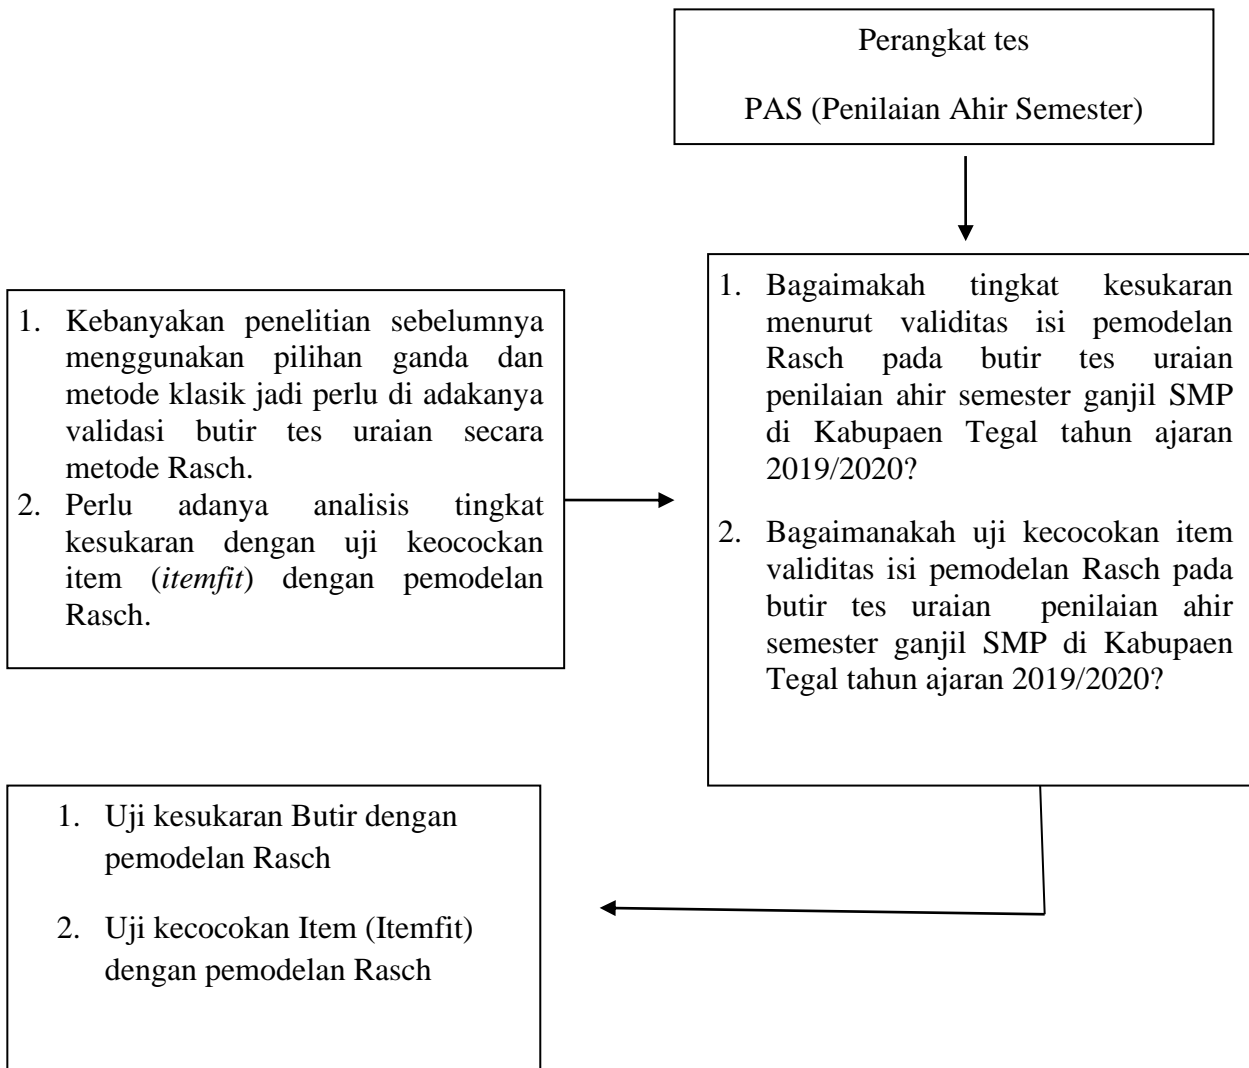 Perangkat tes
PAS (Penilaian Ahir Semester)
1. Kebanyakan penelitian sebelumnya
menggunakan pilihan ganda dan
metode klasik jadi perlu di adakanya
validasi butir tes uraian secara
metode Rasch.
2. Perlu adanya analisis tingkat
kesukaran dengan uji keocockan
item (itemfit) dengan pemodelan
Rasch.
1. Bagaimakah tingkat kesukaran
menurut validitas isi pemodelan
Rasch pada butir tes uraian
penilaian ahir semester ganjil SMP
di Kabupaen Tegal tahun ajaran
2019/2020?
2. Bagaimanakah uji kecocokan item
validitas isi pemodelan Rasch pada
butir tes uraian penilaian ahir
semester ganjil SMP di Kabupaen
Tegal tahun ajaran 2019/2020?
1. Uji kesukaran Butir dengan
pemodelan Rasch
2. Uji kecocokan Item (Itemfit)
dengan pemodelan Rasch